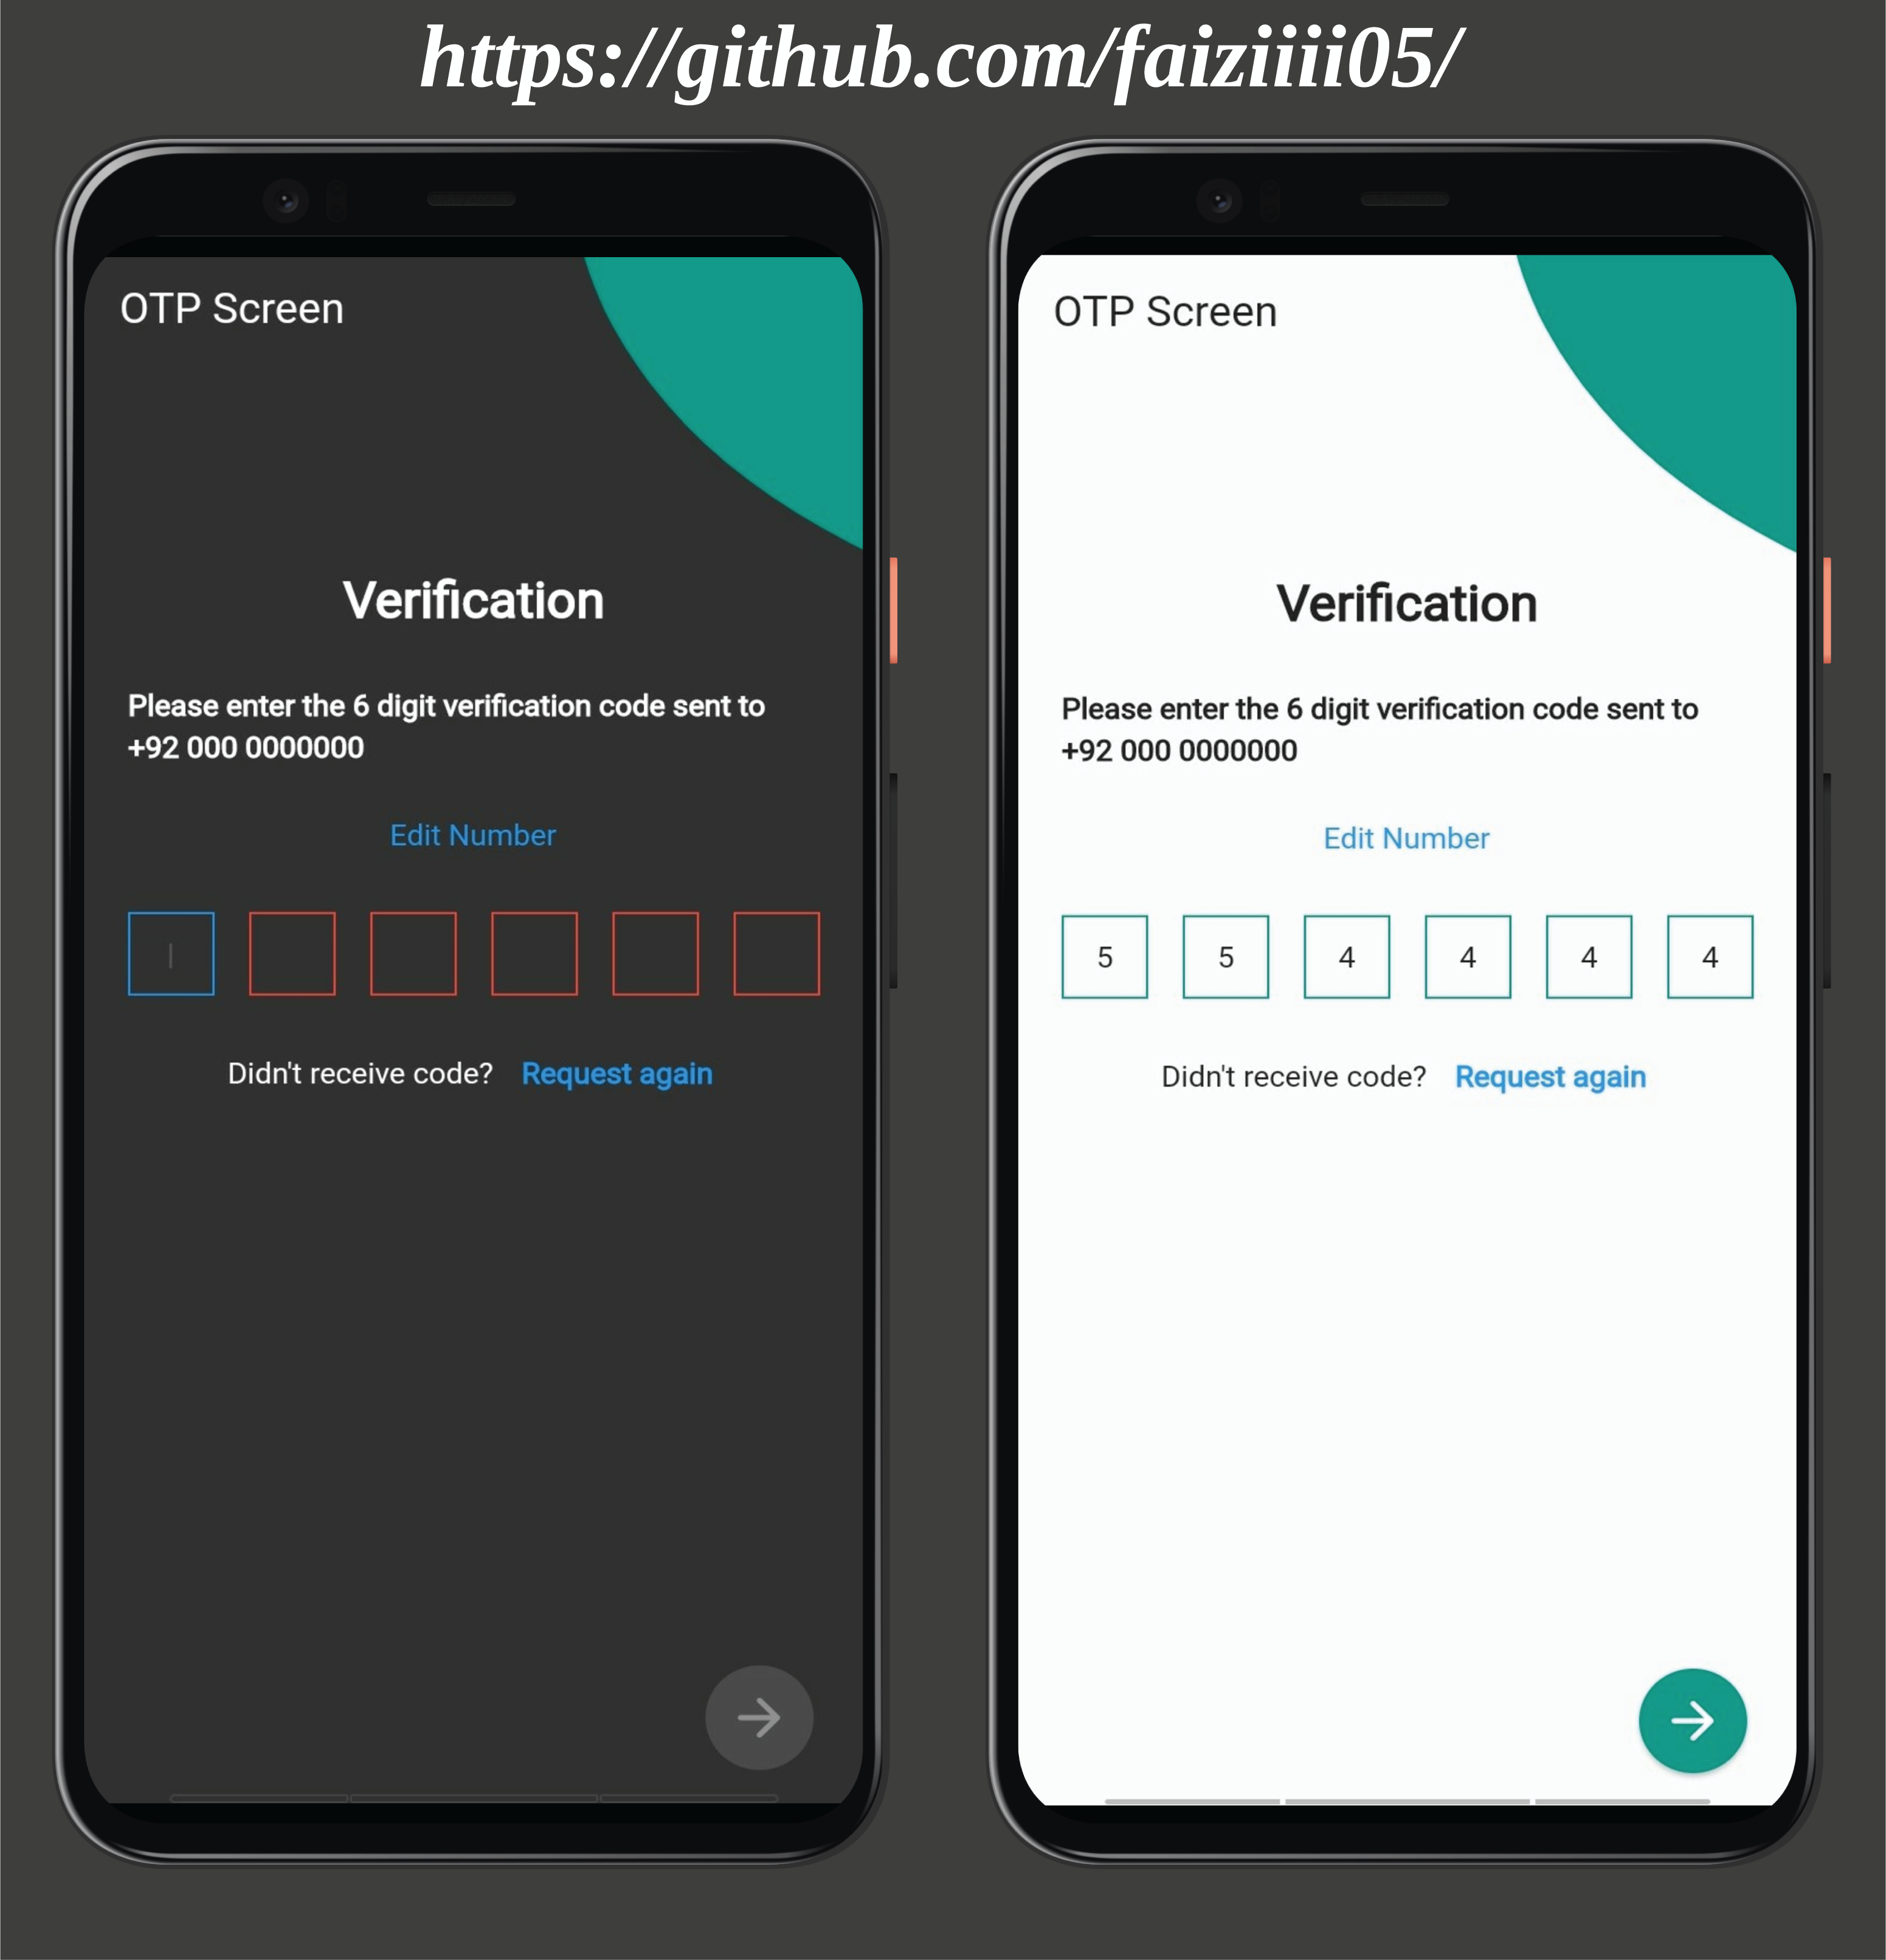 https://github.com/faiziiii05/
OTP Screen
Verification
Please enter the 6 digit verification code sent to
+92 000 0000000
Edit Number
Didn't receive code? Request again
OTP Screen
Verification
Please enter the 6 digit verification code sent to
+92 000 0000000
Edit Number
5 5 4 4 4 4
Didn't receive code? Request again